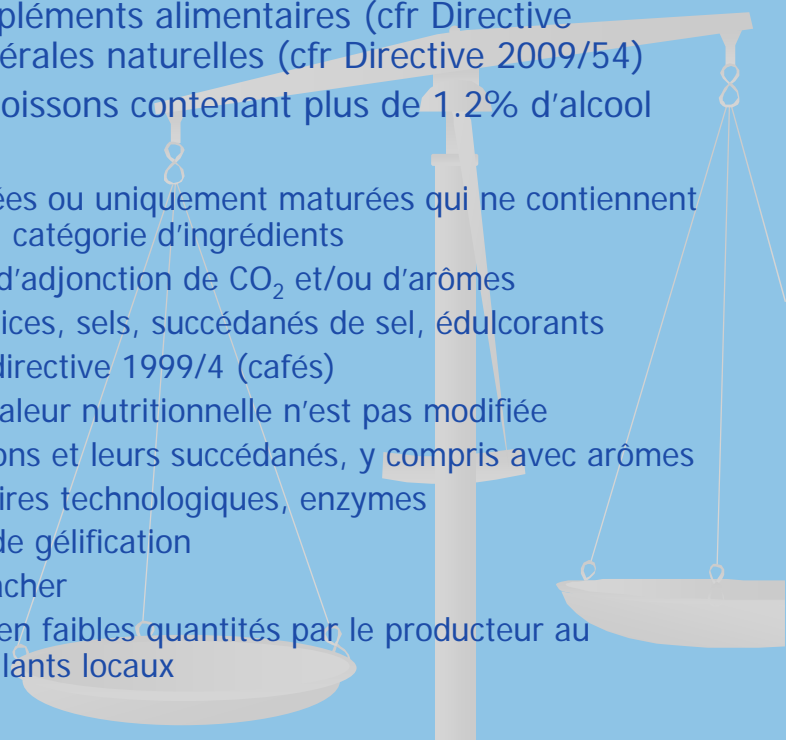 pléments alimentaires (cfr Directive
érales naturelles (cfr Directive 2009/54)
oissons contenant plus de 1.2% d'alcool
ées ou uniquement maturées qui ne contiennent
catégorie d'ingrédients
d'adjonction de CO₂ et/ou d'arômes
ices, sels, succédanés de sel, édulcorants
directive 1999/4 (cafés)
aleur nutritionnelle n'est pas modifiée
ons et leurs succédanés, y compris avec arômes
ires technologiques, enzymes
de gélification
âcher
en faibles quantités par le producteur au
llants locaux